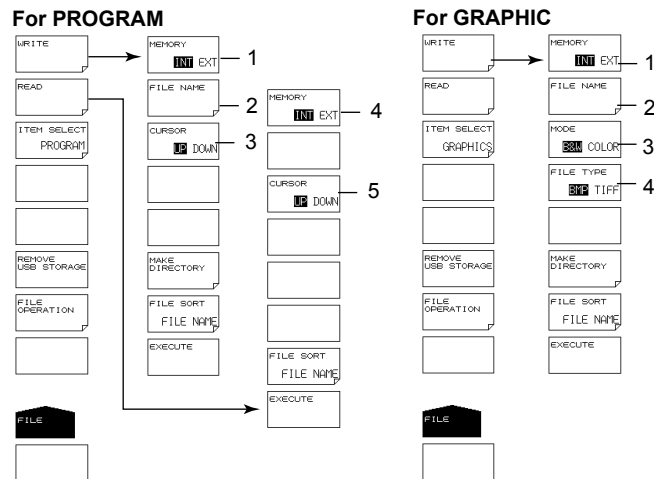 For PROGRAM
WRITE
READ
ITEM SELECT
PROGRAM
REMOVE
USB STORAGE
FILE
OPERATION
FILE
MEMORY
INT EXT
1
FILE NAME
2
CURSOR
UP DOWN
3
MAKE
DIRECTORY
FILE SORT
FILE NAME
EXECUTE
MEMORY
INT EXT
4
CURSOR
UP DOWN
5
FILE SORT
FILE NAME
EXECUTE
For GRAPHIC
WRITE
READ
ITEM SELECT
GRAPHICS
REMOVE
USB STORAGE
FILE
OPERATION
FILE
MEMORY
INT EXT
1
FILE NAME
2
MODE
B&W COLOR
3
FILE TYPE
BMP TIFF
4
MAKE
DIRECTORY
FILE SORT
FILE NAME
EXECUTE